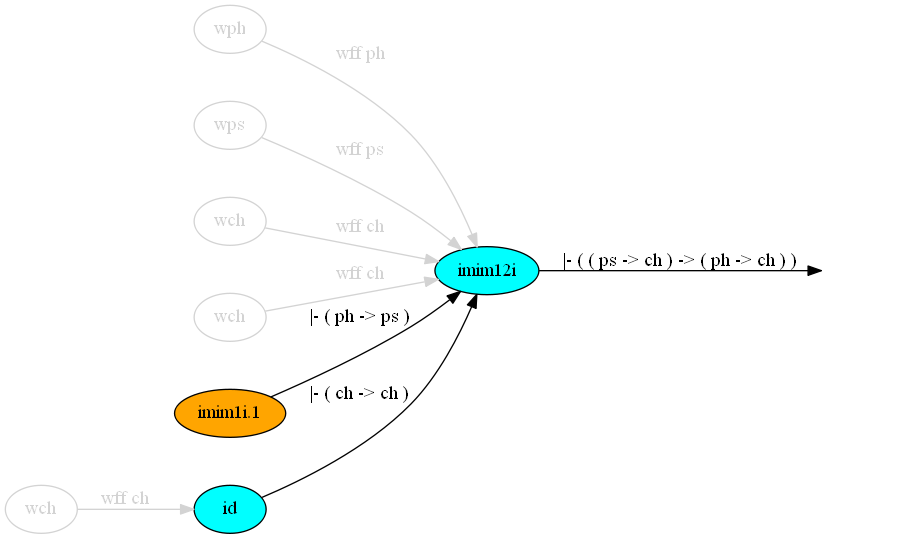 wph
wff ph
wps
wff ps
wch
wff ch
imim12i
|- ( ( ps -> ch ) -> ( ph -> ch ) )
wff ch
wch
|- ( ph -> ps )
imim1i.1
|- ( ch -> ch )
wch
wff ch
id